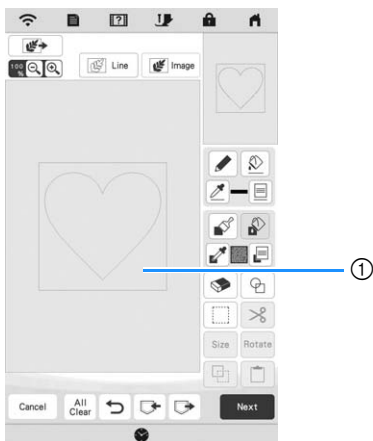 100
%
Line
Image
①
Size Rotate
Cancel
All
Clear
Next